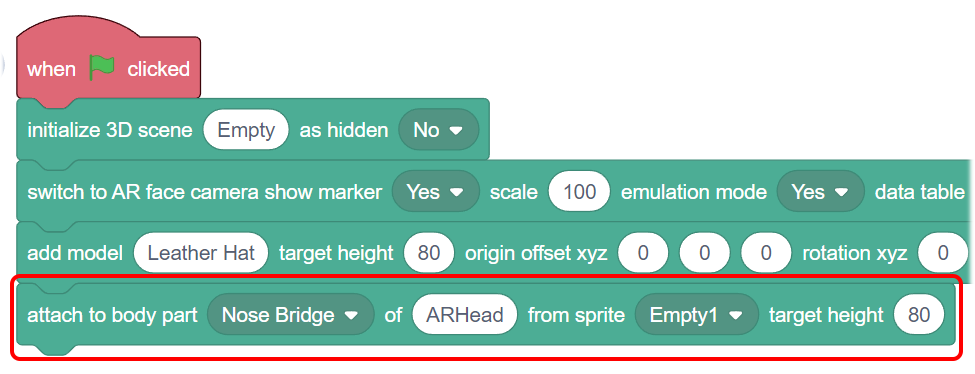 when clicked
initialize 3D scene Empty as hidden No
switch to AR face camera show marker Yes scale 100 emulation mode Yes data table
add model Leather Hat target height 80 origin offset xyz 0 0 0 rotation xyz 0
attach to body part Nose Bridge of ARHead from sprite Empty1 target height 80